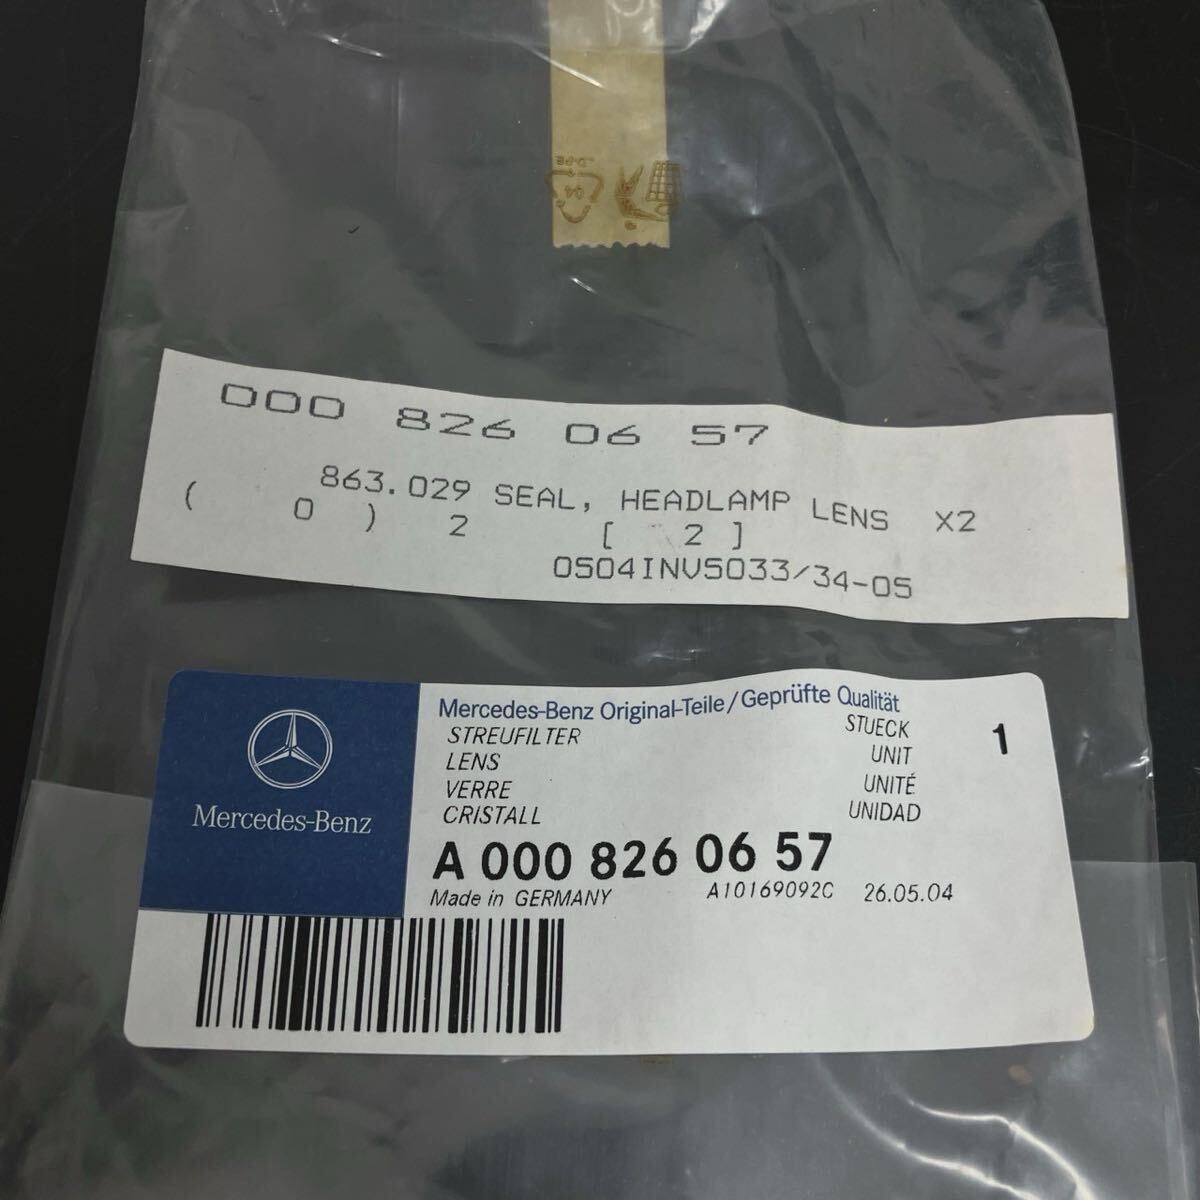 04
000 826 06 57
863.029 SEAL, HEADLAMP LENS X2
( 0 ) 2 [ 2 ]
0504INV5033/34-05
Mercedes-Benz
Mercedes-Benz Original-Teile/Geprüfte Qualität
STREUFILTER STUECK 1
LENS UNIT
VERRE UNITÉ
CRISTALL UNIDAD
A 000 826 06 57
Made in GERMANY A10169092C 26.05.04